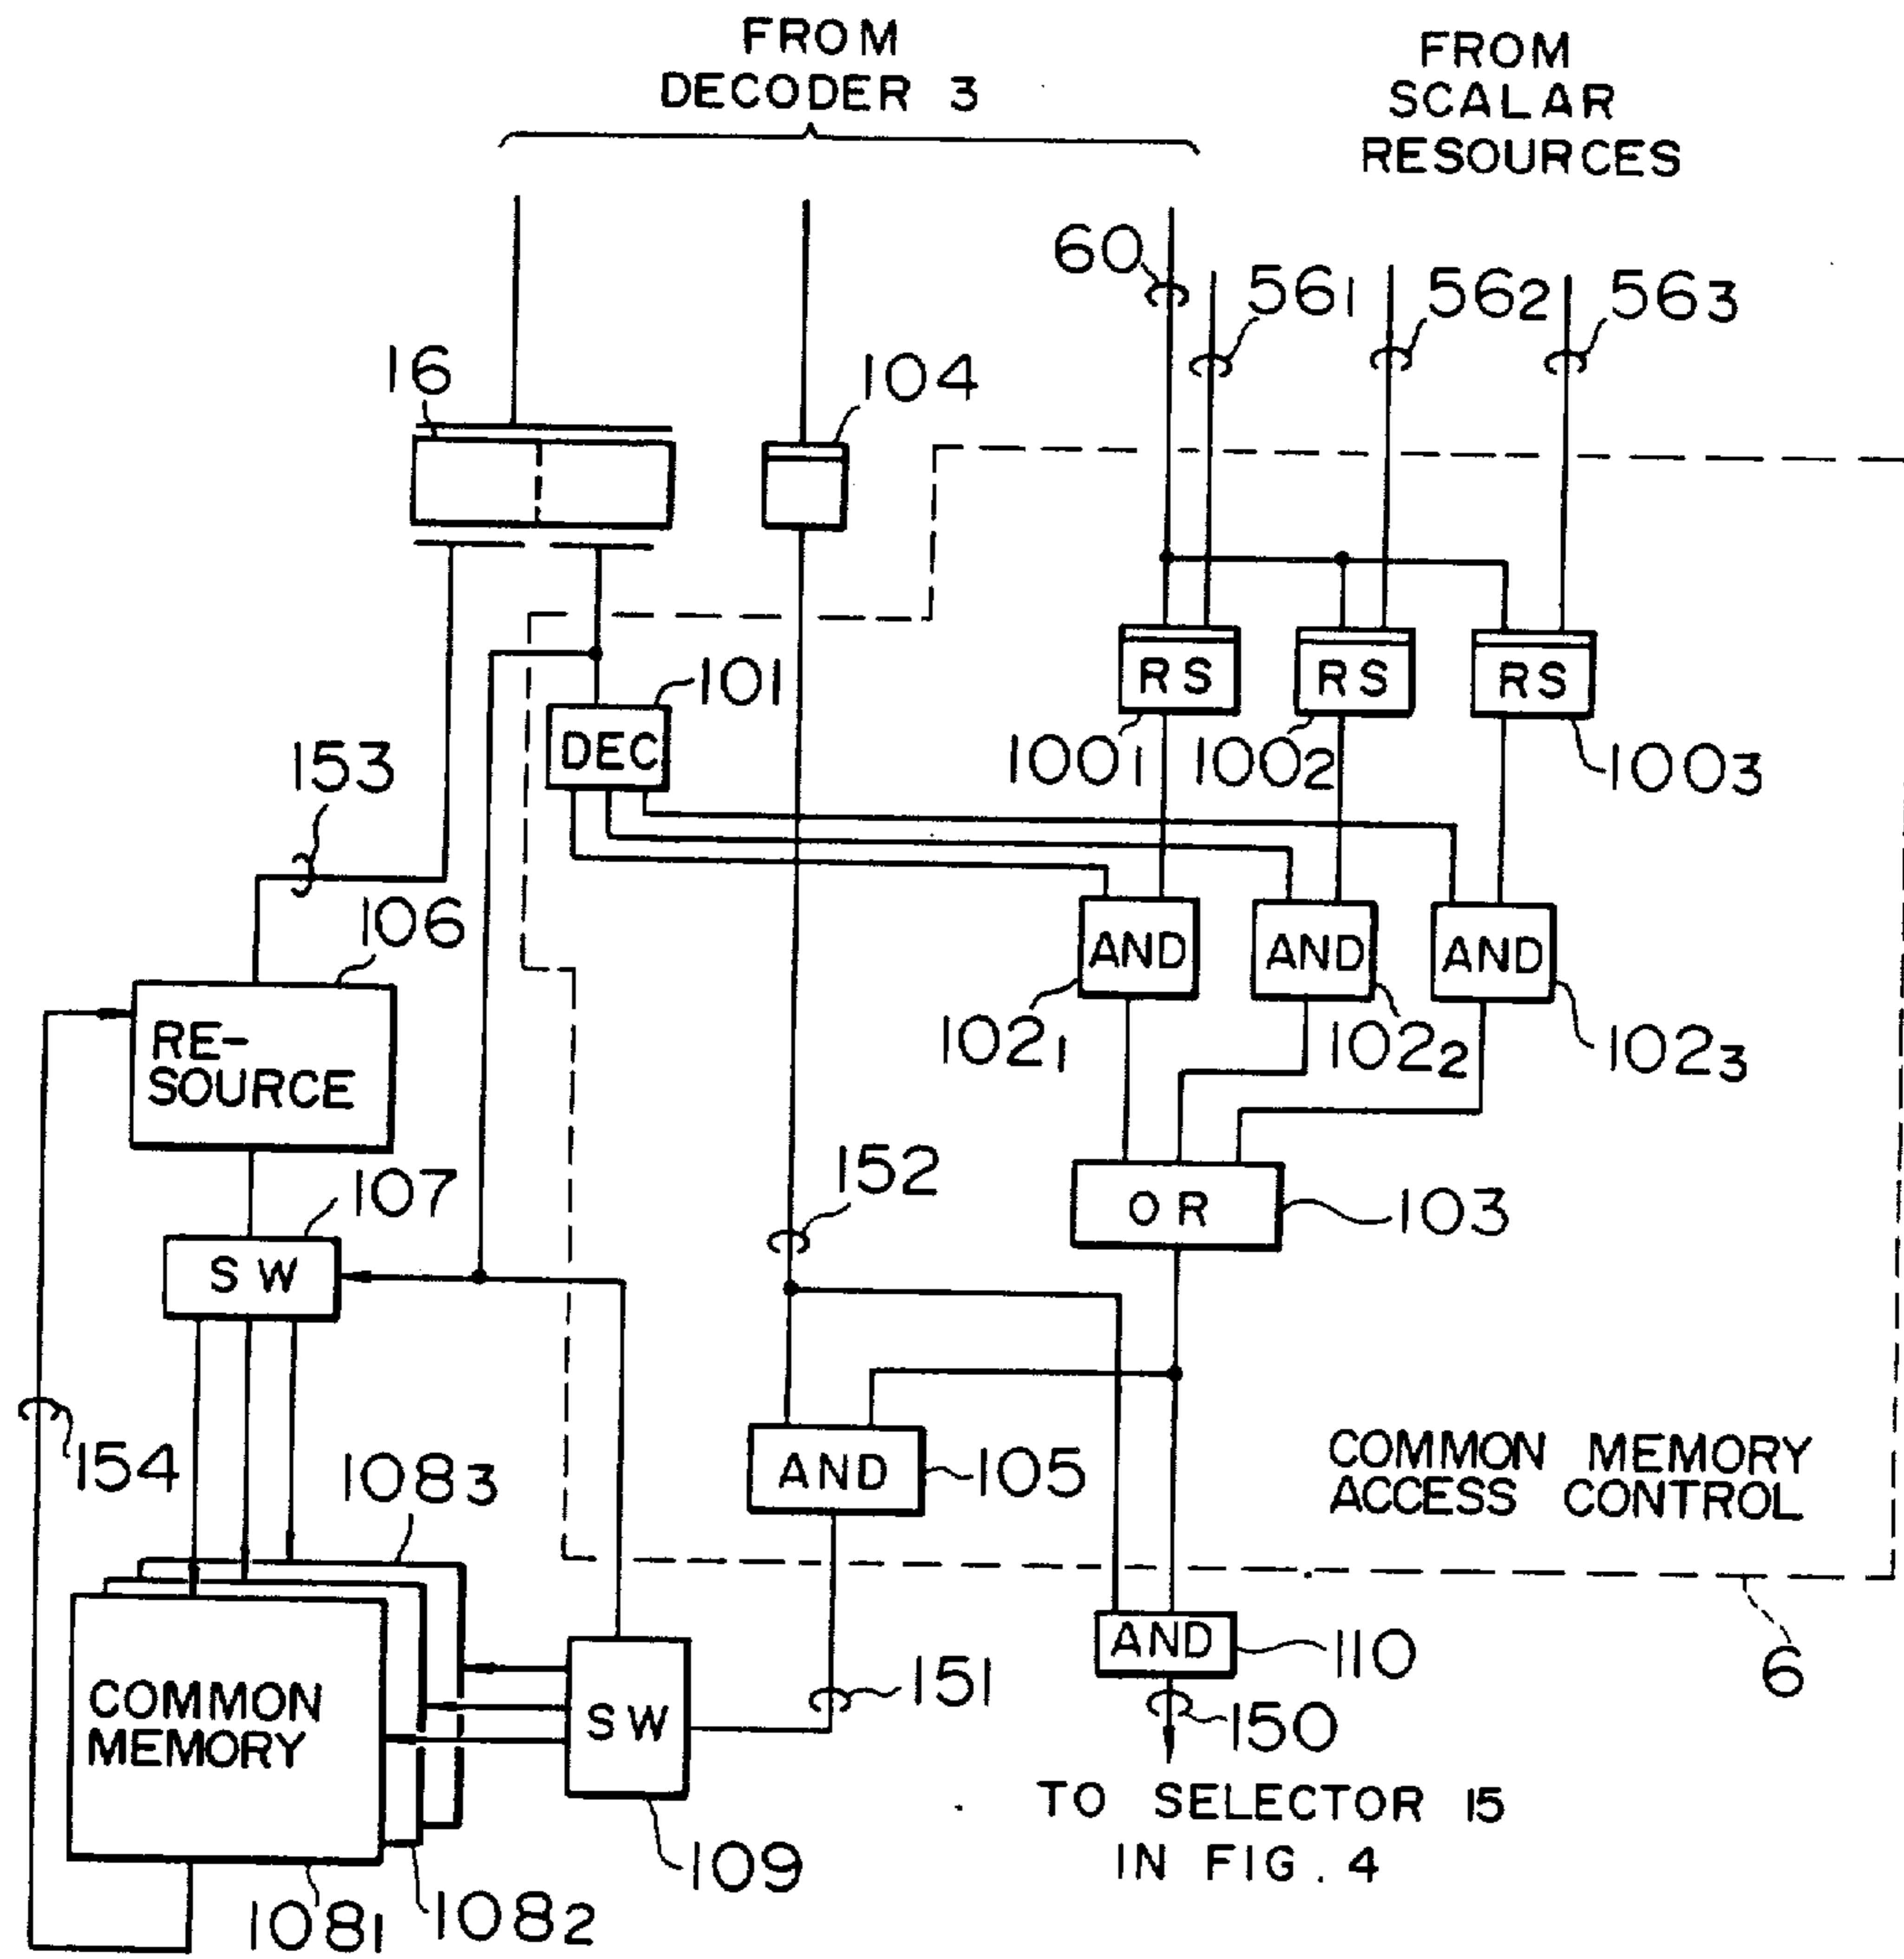 FROM
DECODER 3
FROM
SCALAR
RESOURCES
60
561
562
563
16
104
RS
RS
RS
101
DEC
1001
1002
1003
153
106
AND
AND
AND
RE-
SOURCE
1021
1022
1023
152
107
OR
103
SW
154
1083
AND
105
COMMON MEMORY
ACCESS CONTROL
AND
110
6
COMMON
MEMORY
SW
151
150
TO SELECTOR 15
IN FIG. 4
109
1081
1082